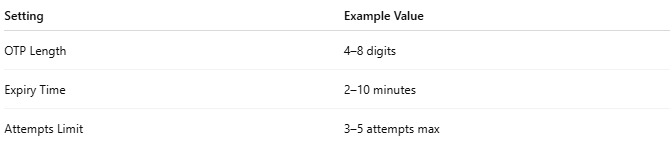 Setting Example Value
OTP Length 4–8 digits
Expiry Time 2–10 minutes
Attempts Limit 3–5 attempts max